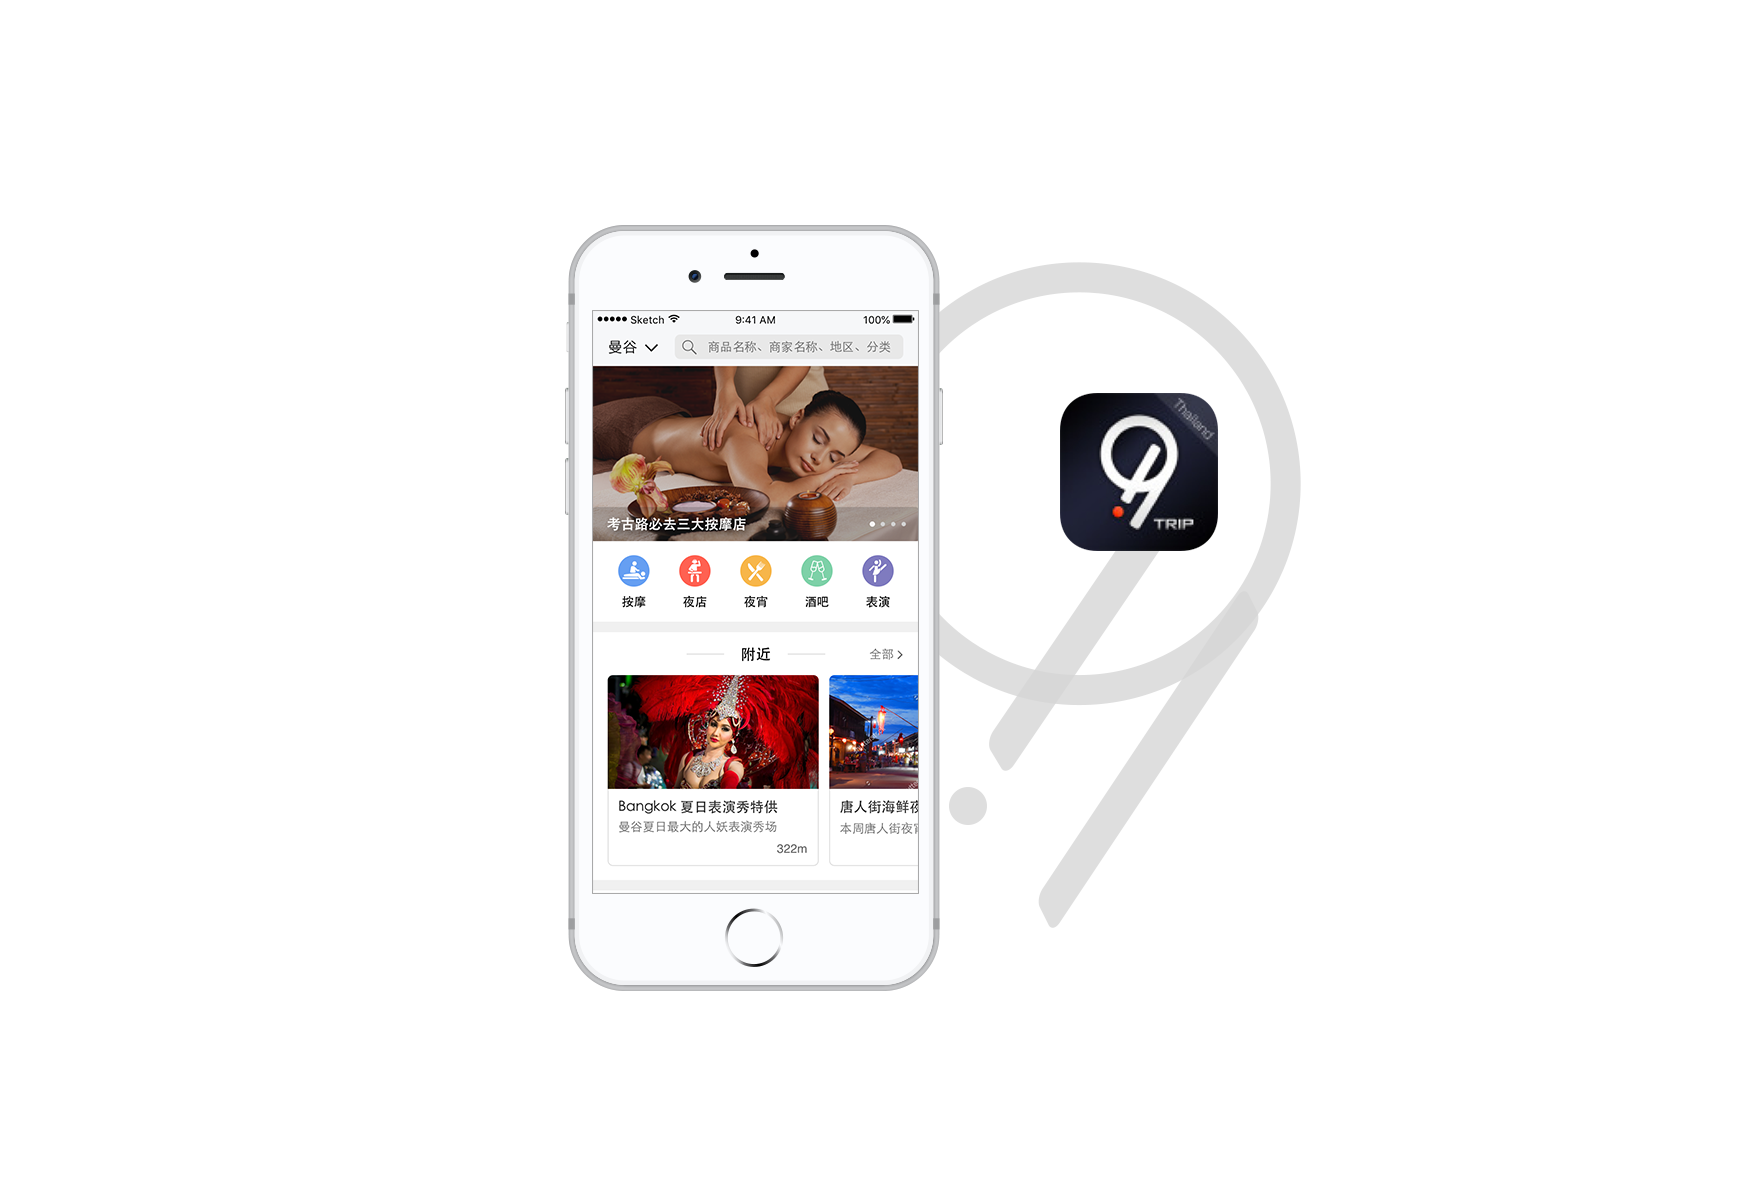 Sketch 9:41 AM 100%
曼谷 商品名称、商家名称、地区、分类
考古路必去三大按摩店
按摩 夜店 夜宵 酒吧 表演
附近 全部
Bangkok 夏日表演秀特供
曼谷夏日最大的人妖表演秀场
322m
唐人街海鲜夜
本周唐人街夜宵
Thailand
TRIP